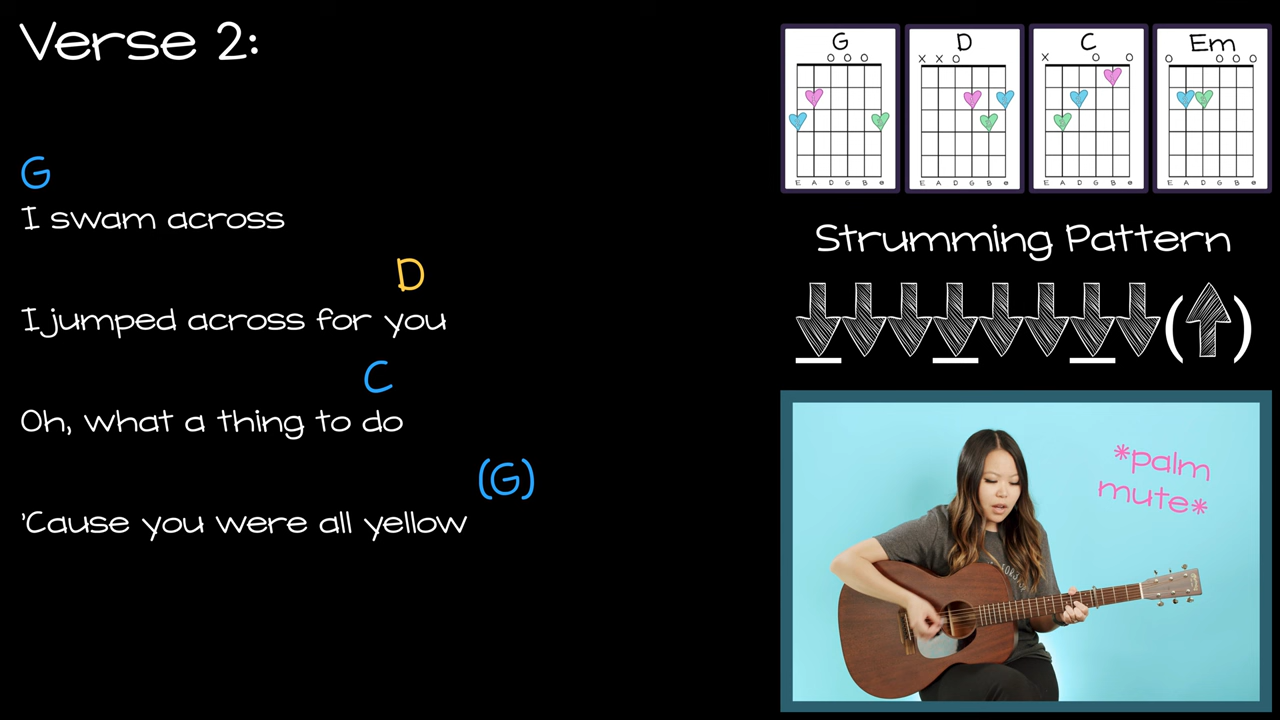 Verse 2:
G
I swam across
D
I jumped across for you
C
Oh, what a thing to do
(G)
'Cause you were all yellow
G D C Em
o o o x x o x o o o o o o
E A D G B e E A D G B e E A D G B e E A D G B e
Strumming Pattern
*palm
mute*